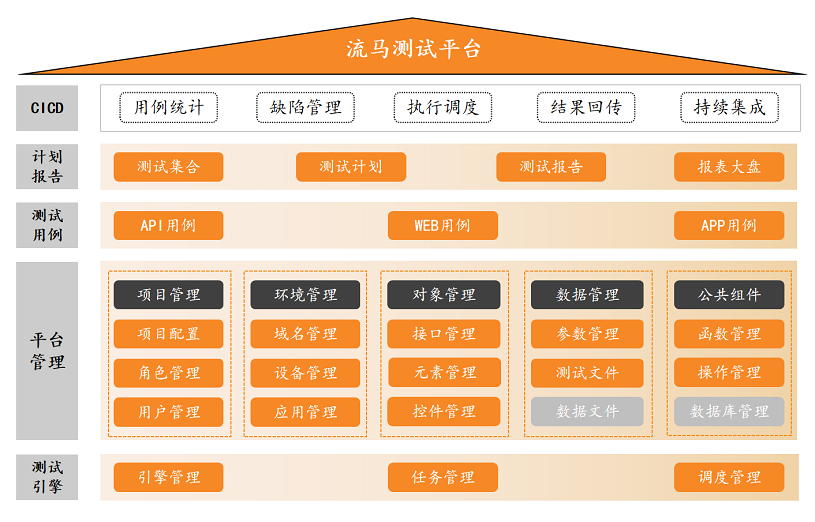 流马测试平台
CICD
用例统计
缺陷管理
执行调度
结果回传
持续集成
计划
报告
测试集合
测试计划
测试报告
报表大盘
测试
用例
API用例
WEB用例
APP用例
平台
管理
项目管理
环境管理
对象管理
数据管理
公共组件
项目配置
域名管理
接口管理
参数管理
函数管理
角色管理
设备管理
元素管理
测试文件
操作管理
用户管理
应用管理
控件管理
数据文件
数据库管理
测试
引擎
引擎管理
任务管理
调度管理